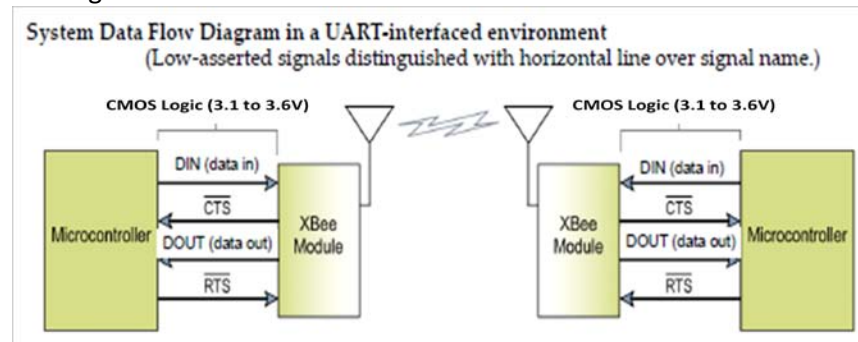 System Data Flow Diagram in a UART-interfaced environment
(Low-asserted signals distinguished with horizontal line over signal name.)
CMOS Logic (3.1 to 3.6V)
CMOS Logic (3.1 to 3.6V)
Microcontroller
DIN (data in)
CTS
DOUT (data out)
RTS
XBee
Module
XBee
Module
DIN (data in)
CTS
DOUT (data out)
RTS
Microcontroller